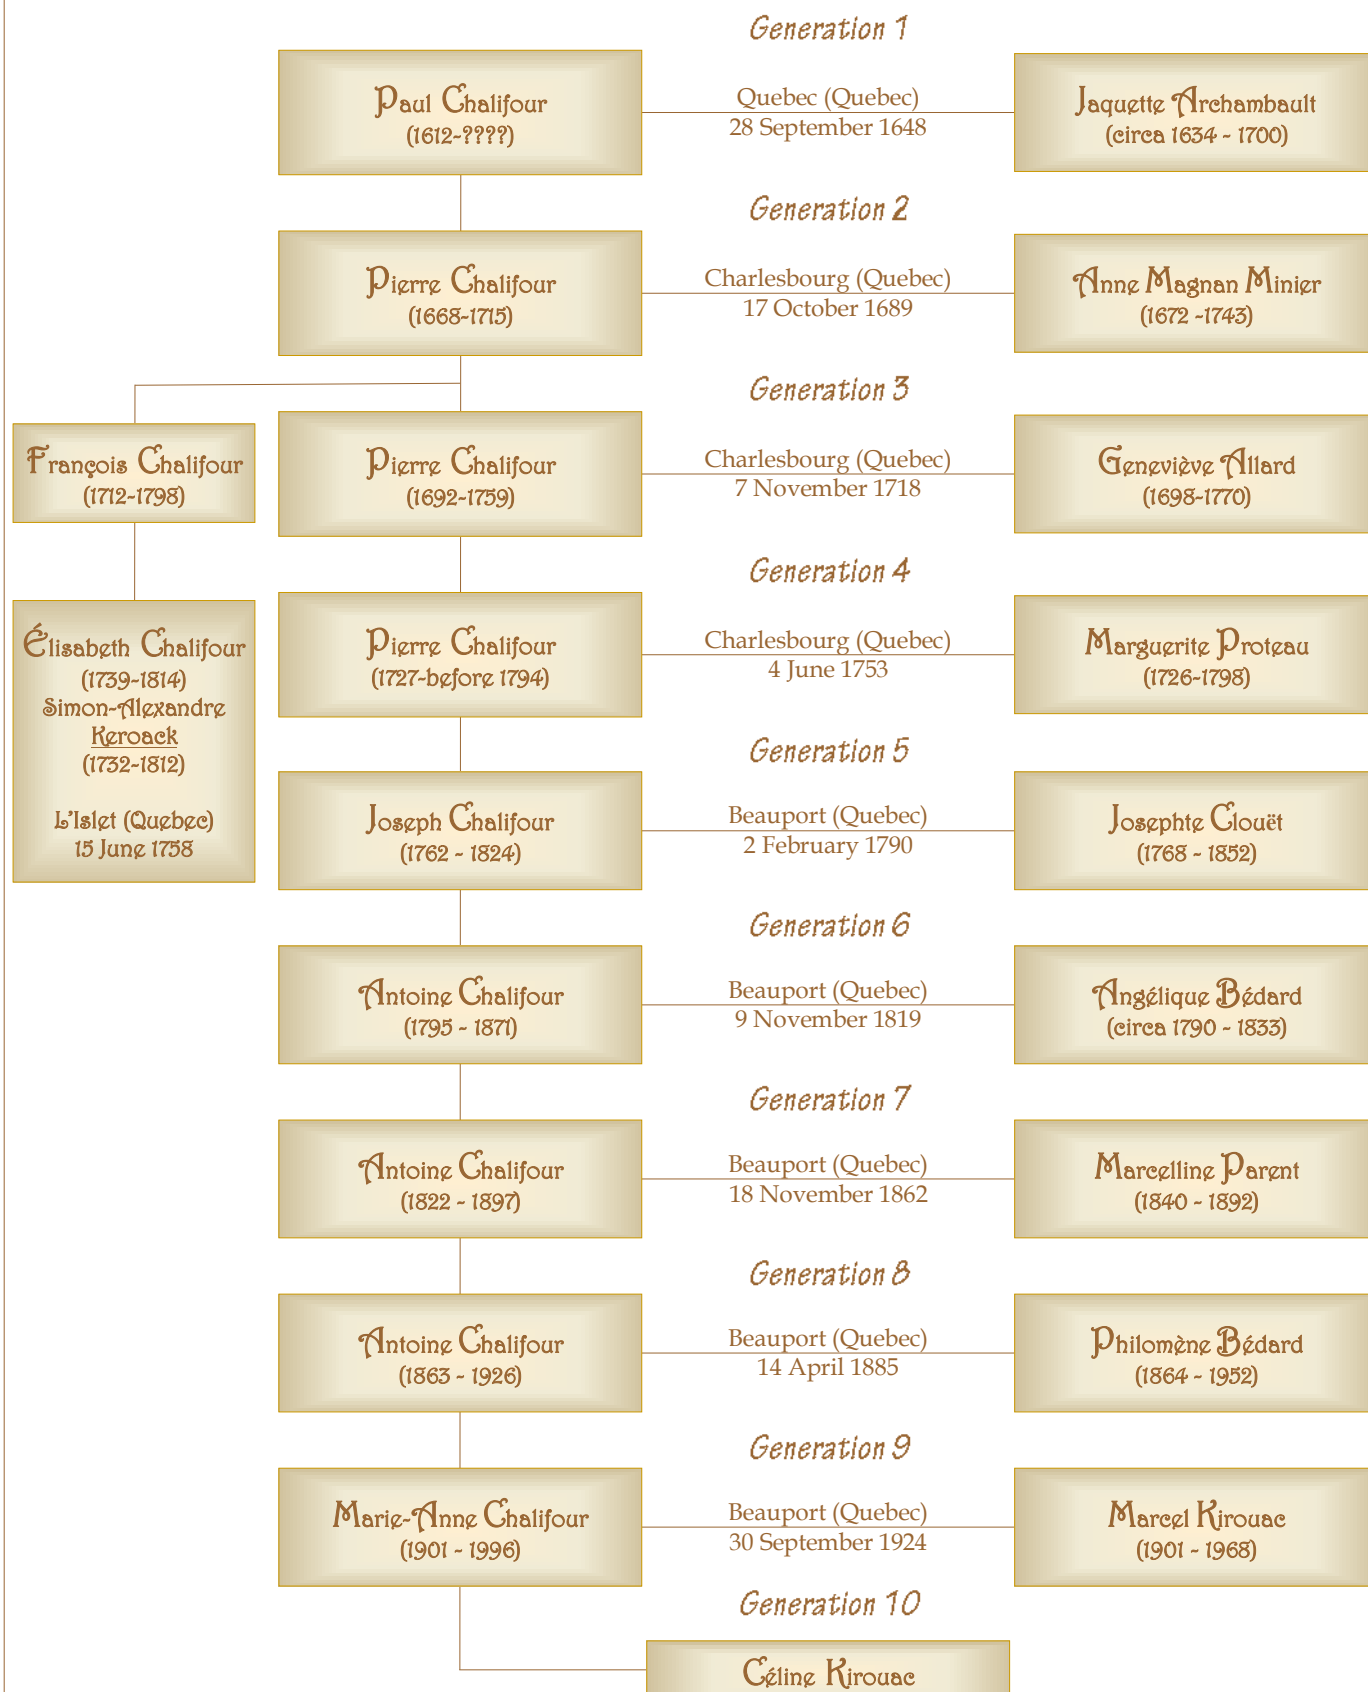 Generation 1
Paul Chalifour
(1612-????)
Quebec (Quebec)
28 September 1648
Jaquette Archambault
(circa 1634 - 1700)
Generation 2
Pierre Chalifour
(1668-1715)
Charlesbourg (Quebec)
17 October 1689
Anne Magnan Minier
(1672 -1743)
Generation 3
François Chalifour
(1712-1798)
Pierre Chalifour
(1692-1759)
Charlesbourg (Quebec)
7 November 1718
Geneviève Allard
(1698-1770)
Generation 4
Élisabeth Chalifour
(1739-1814)
Simon-Alexandre
Keroack
(1732-1812)
L'Islet (Quebec)
15 June 1758
Pierre Chalifour
(1727-before 1794)
Charlesbourg (Quebec)
4 June 1753
Marguerite Proteau
(1726-1798)
Generation 5
Joseph Chalifour
(1762 - 1824)
Beauport (Quebec)
2 February 1790
Josephte Clouët
(1768 - 1852)
Generation 6
Antoine Chalifour
(1795 - 1871)
Beauport (Quebec)
9 November 1819
Angélique Bédard
(circa 1790 - 1833)
Generation 7
Antoine Chalifour
(1822 - 1897)
Beauport (Quebec)
18 November 1862
Marcelline Parent
(1840 - 1892)
Generation 8
Antoine Chalifour
(1863 - 1926)
Beauport (Quebec)
14 April 1885
Philomène Bédard
(1864 - 1952)
Generation 9
Marie-Anne Chalifour
(1901 - 1996)
Beauport (Quebec)
30 September 1924
Marcel Kirouac
(1901 - 1968)
Generation 10
Céline Kirouac